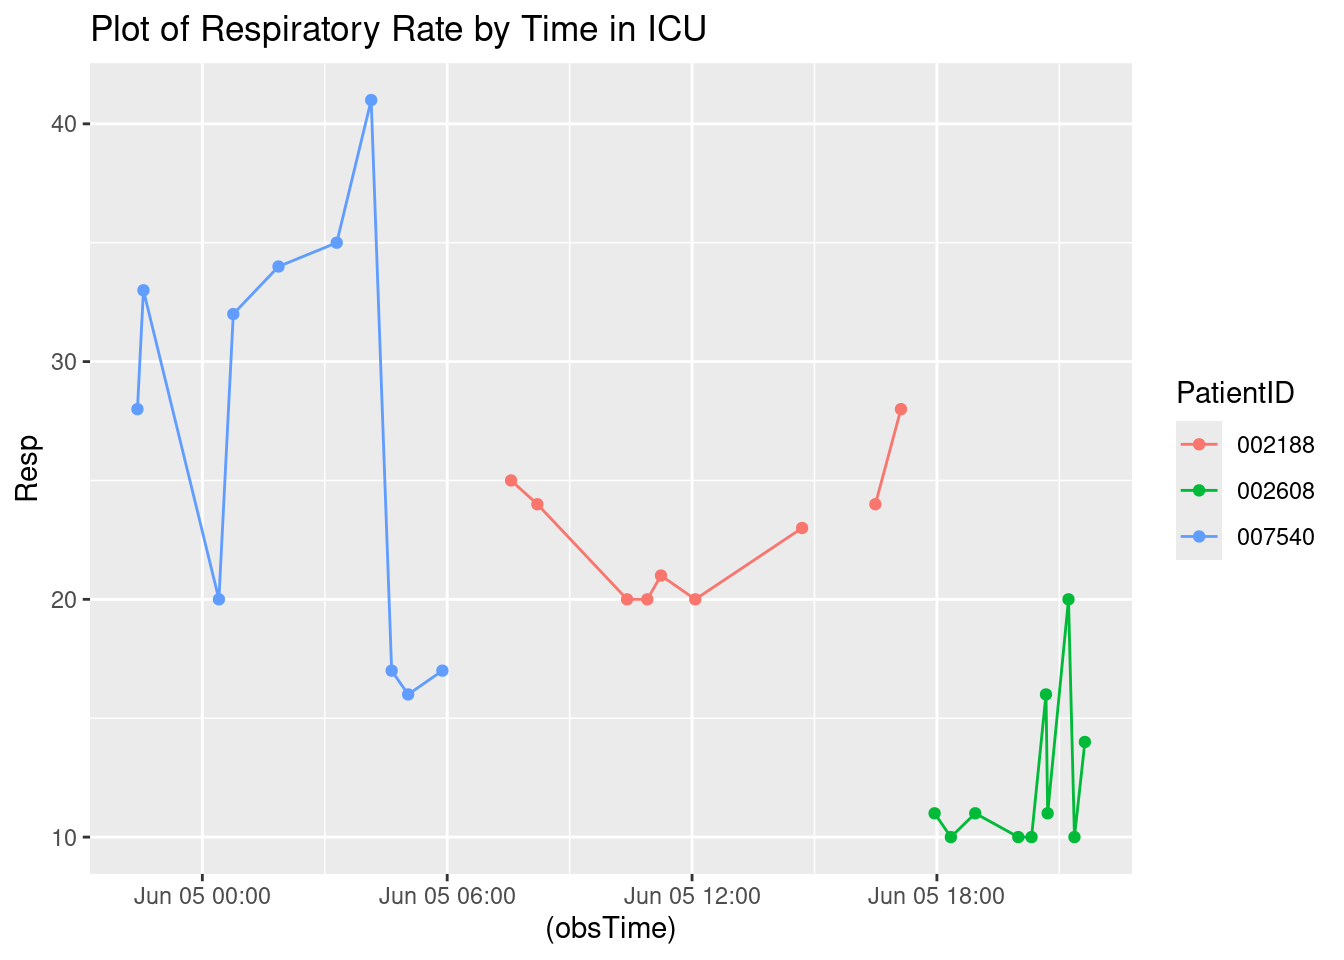 Plot of Respiratory Rate by Time in ICU
Resp
40
30
20
10
Jun 05 00:00
Jun 05 06:00
Jun 05 12:00
Jun 05 18:00
(obsTime)
PatientID
002188
002608
007540